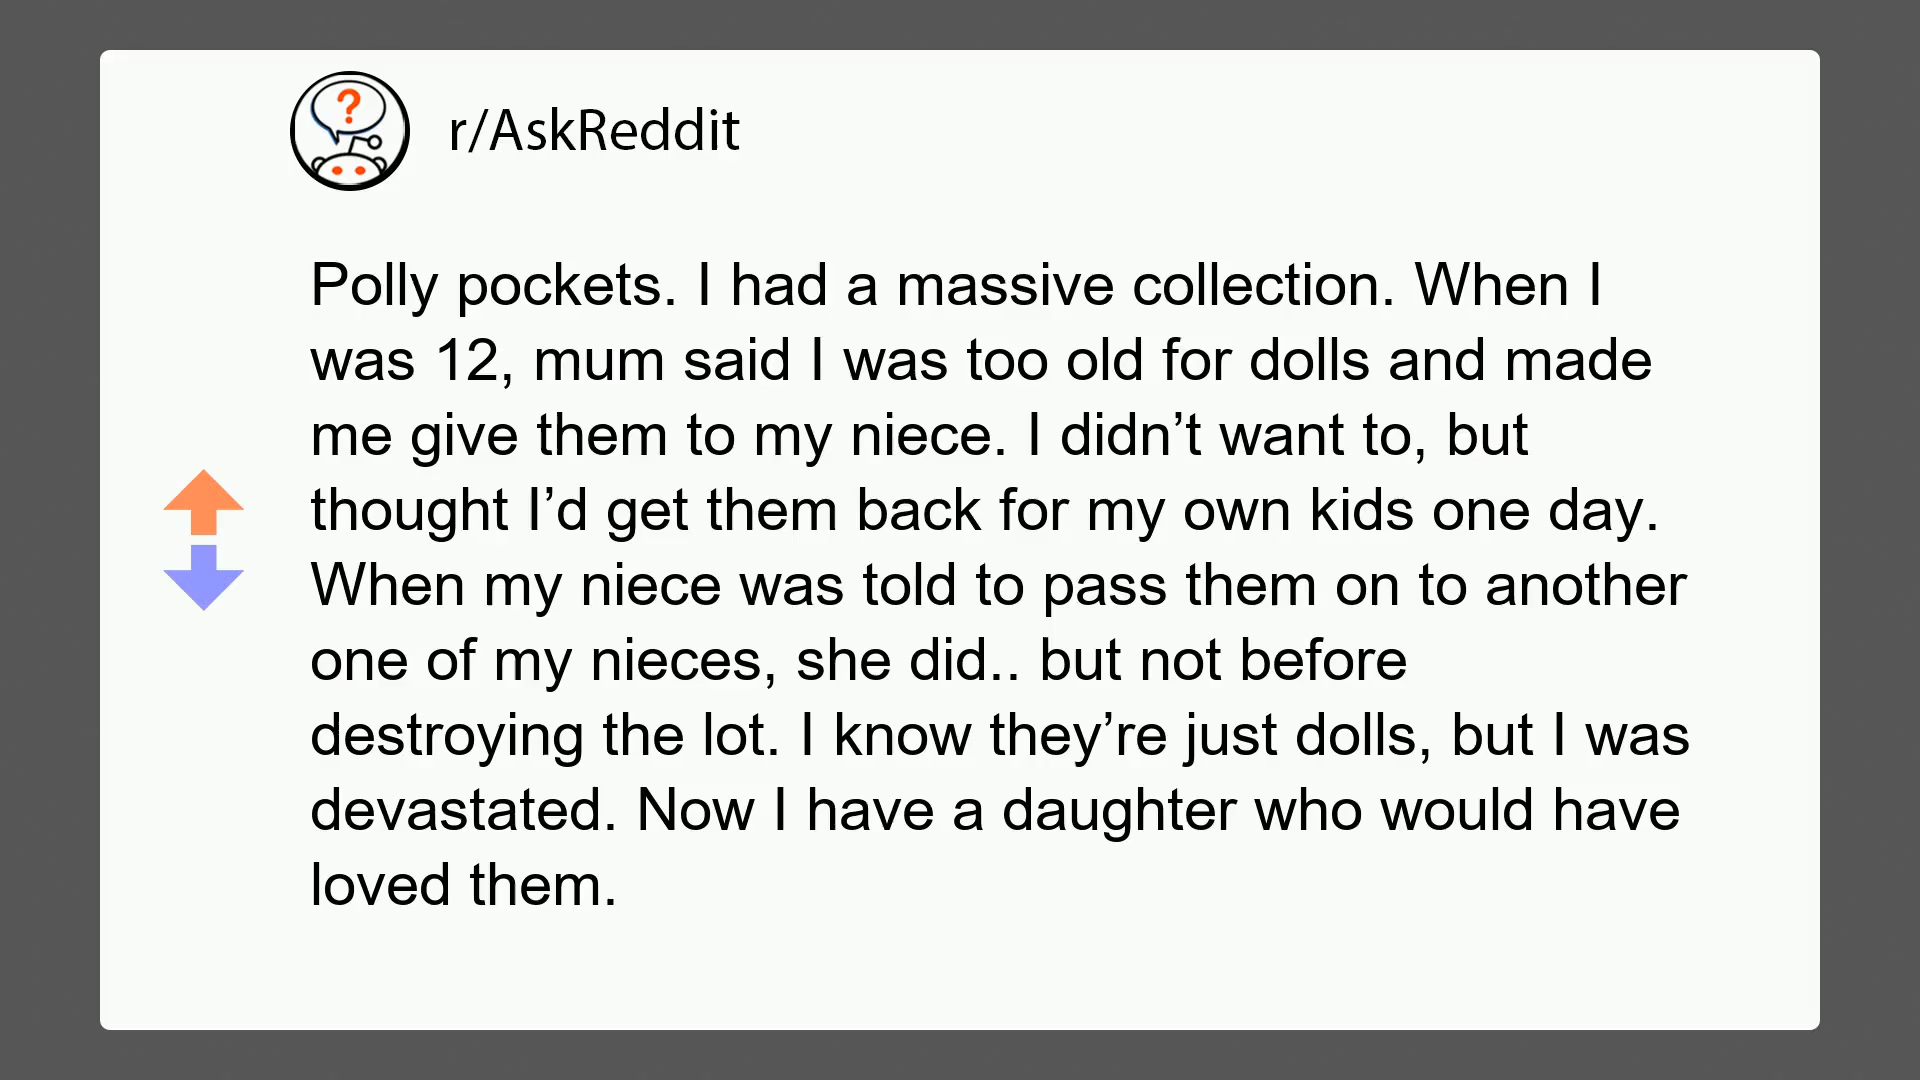 r/AskReddit
Polly pockets. I had a massive collection. When I
was 12, mum said I was too old for dolls and made
me give them to my niece. I didn’t want to, but
thought I’d get them back for my own kids one day.
When my niece was told to pass them on to another
one of my nieces, she did.. but not before
destroying the lot. I know they’re just dolls, but I was
devastated. Now I have a daughter who would have
loved them.